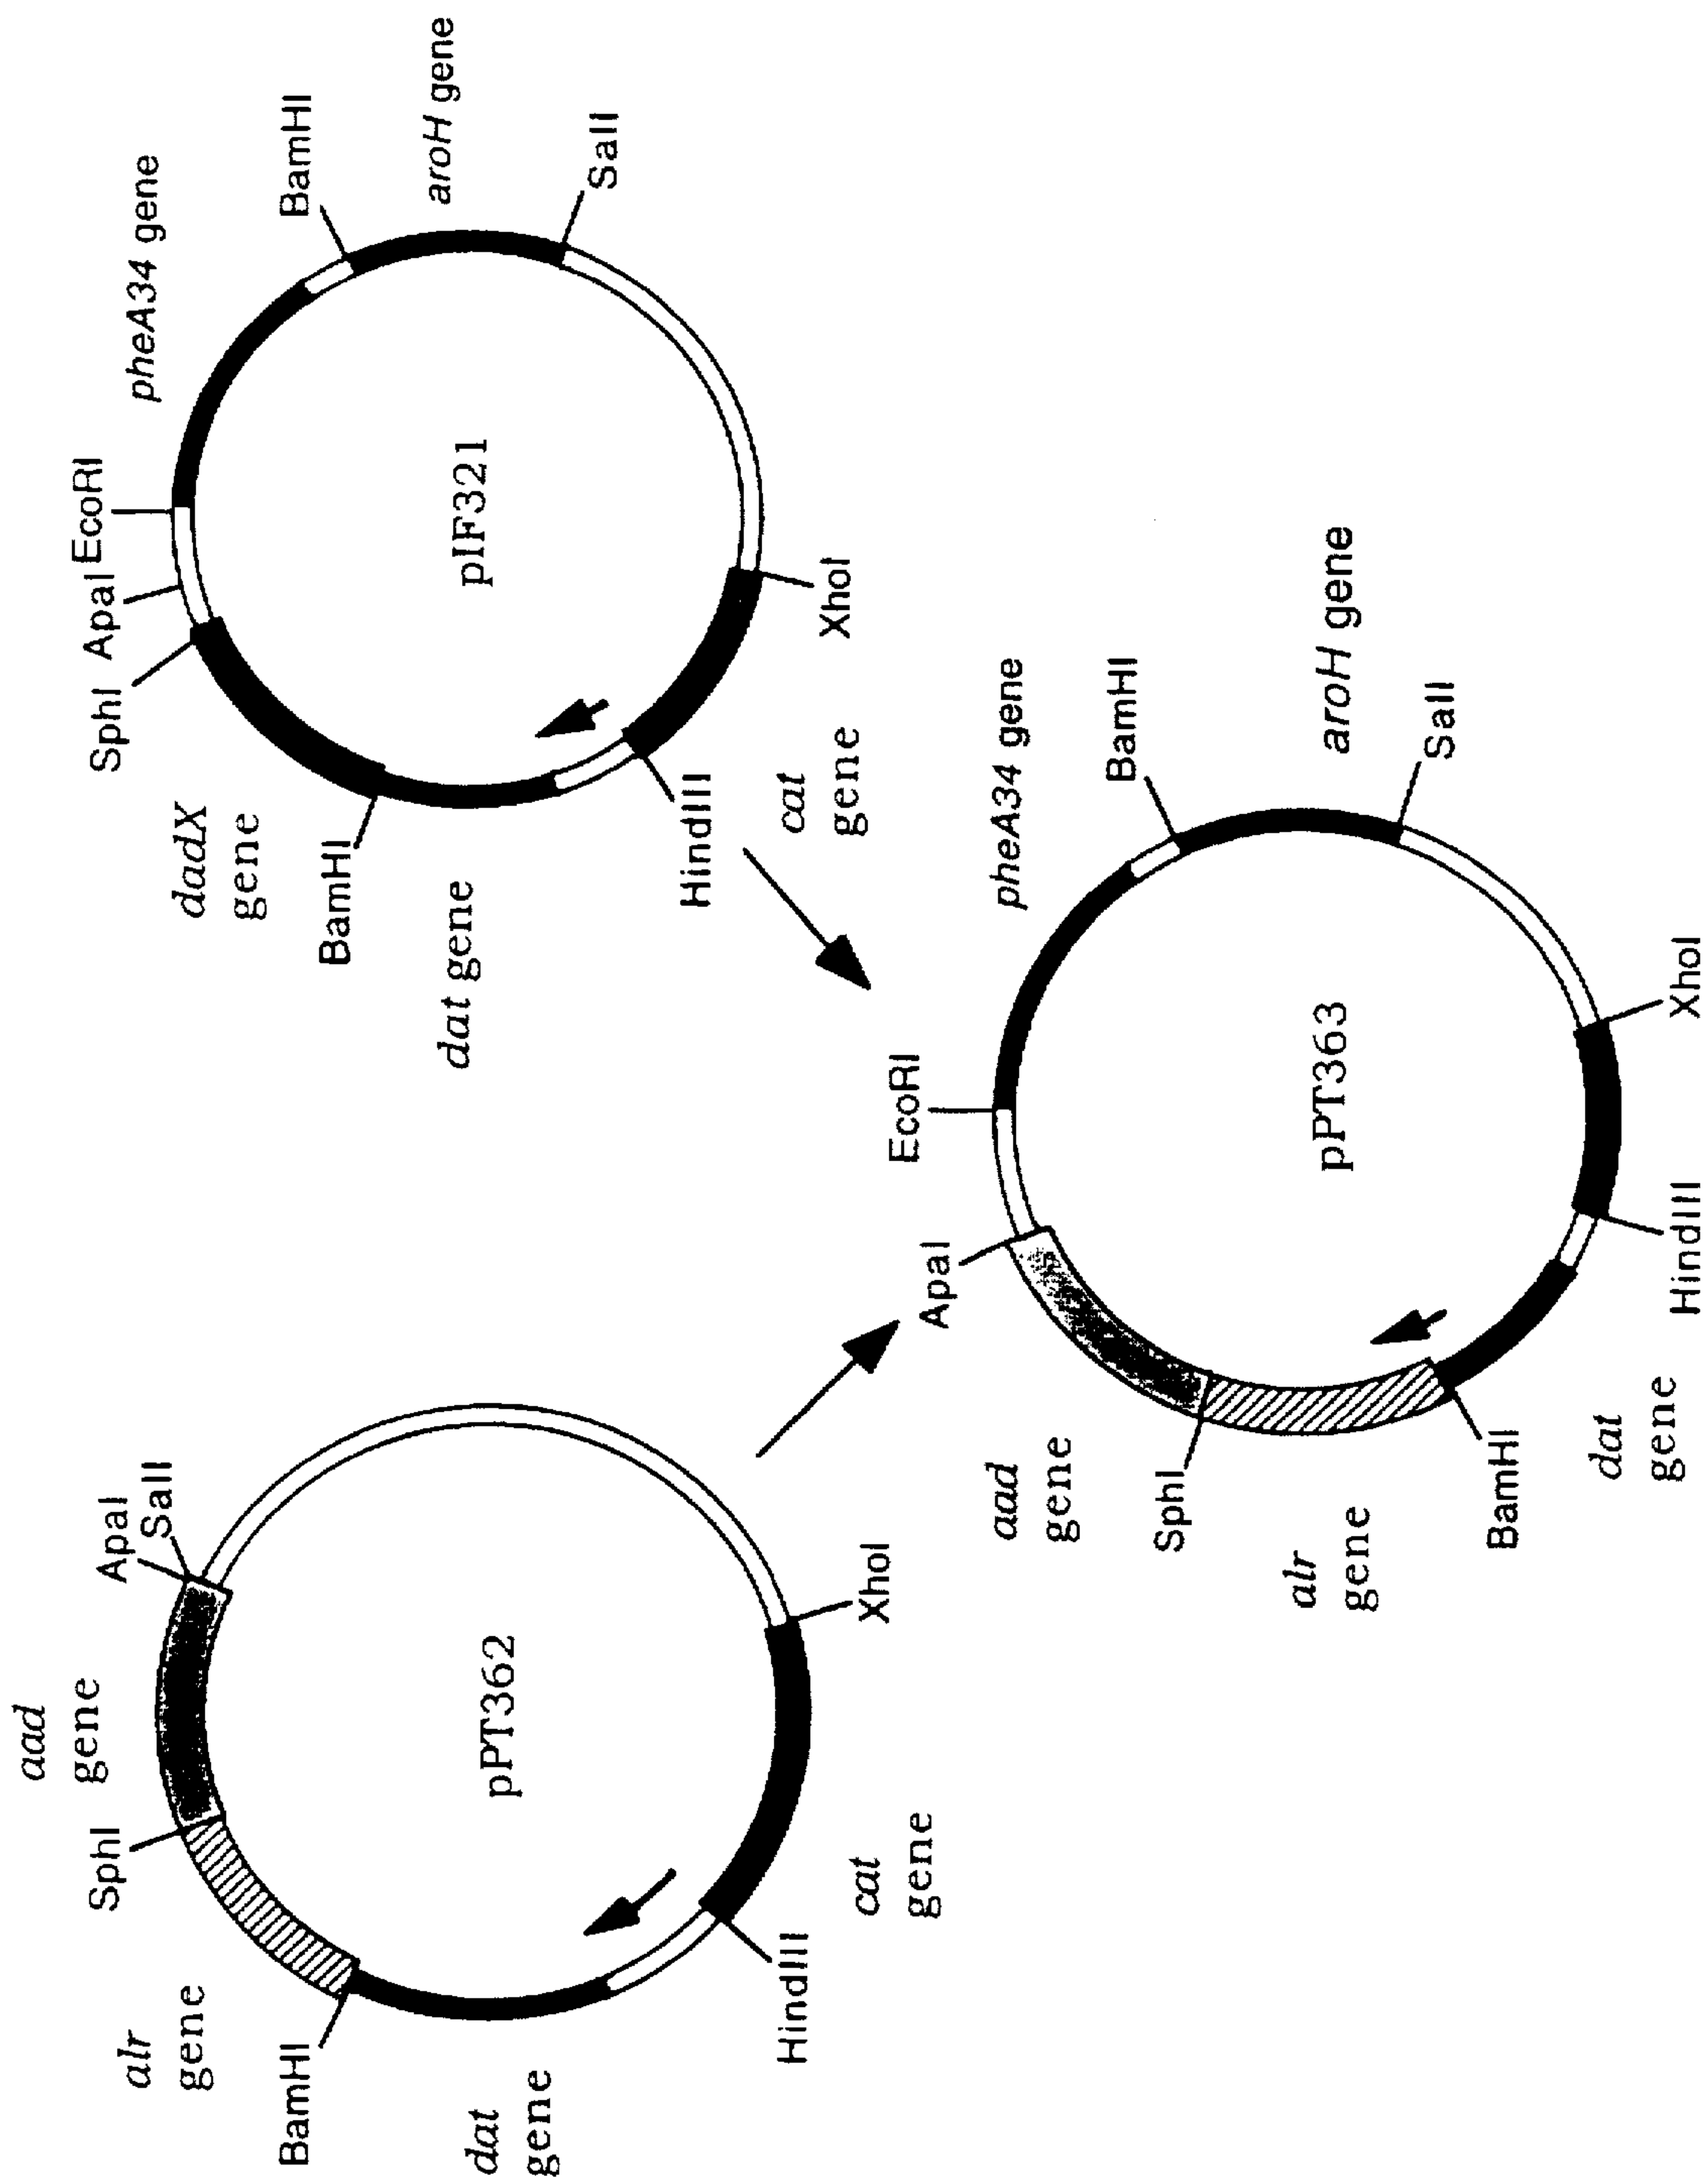 aad
gene
ApaI
SalI
SphI
alr
gene
BamHI
pPT362
dat
gene
HindIII
cat
gene
XhoI
EcoRI
ApaI
SphI
pheA34 gene
dadX
gene
BamHI
BamHI
aroH gene
pIF321
dat gene
SalI
HindIII
cat
gene
XhoI
EcoRI
ApaI
pheA34 gene
aad
gene
BamHI
SphI
pPT363
aroH gene
alr
gene
SalI
BamHI
dat
gene
HindIII
XhoI